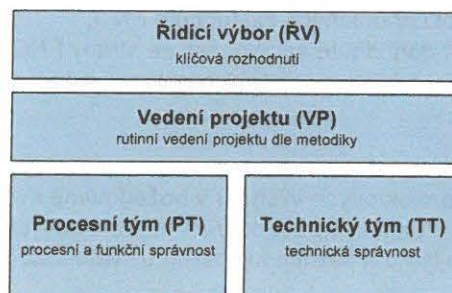 Řídící výbor (ŘV)
klíčová rozhodnutí
Vedení projektu (VP)
rutinní vedení projektu dle metodiky
Procesní tým (PT)
procesní a funkční správnost
Technický tým (TT)
technická správnost